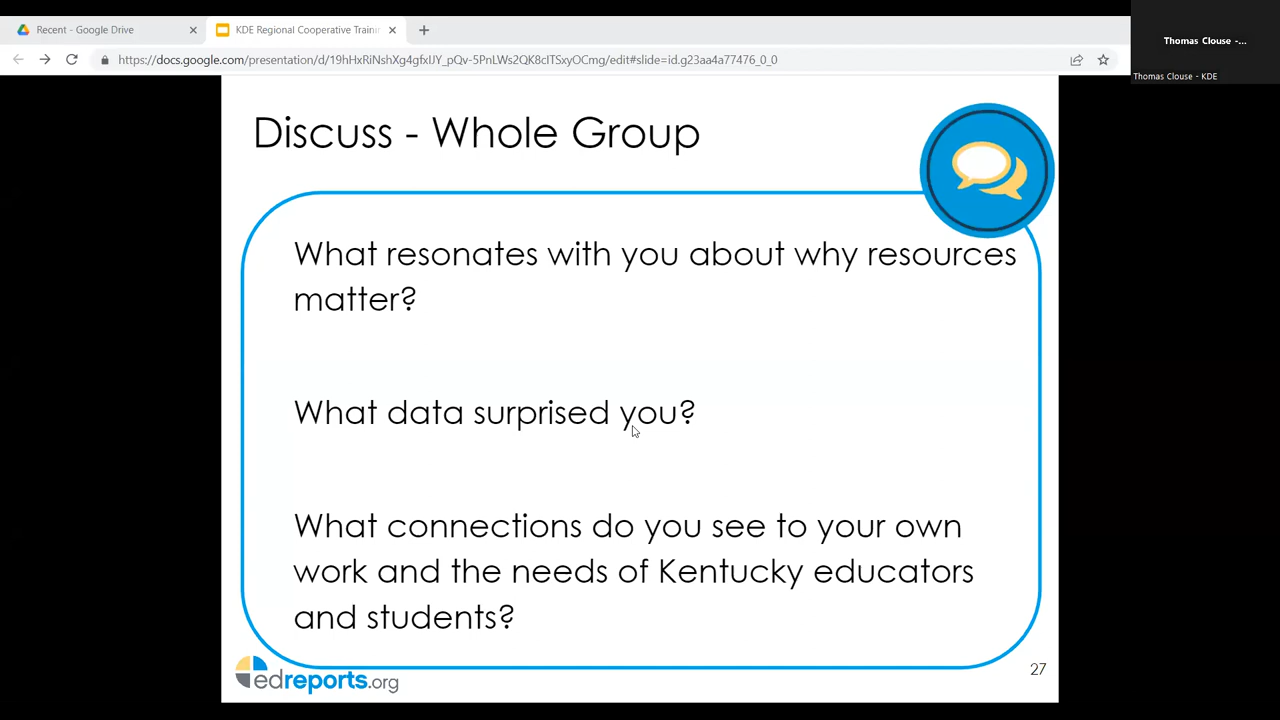 Recent - Google Drive
KDE Regional Cooperative Trainin
Thomas Clouse -...
https://docs.google.com/presentation/d/19hHxRiNshXg4gfxIJY_pQv-5PnLWs2QK8cITSxyOCmg/edit#slide=id.g23aa4a77476_0_0
Thomas Clouse - KDE
Discuss - Whole Group
What resonates with you about why resources
matter?
What data surprised you?
What connections do you see to your own
work and the needs of Kentucky educators
and students?
edreports.org
27